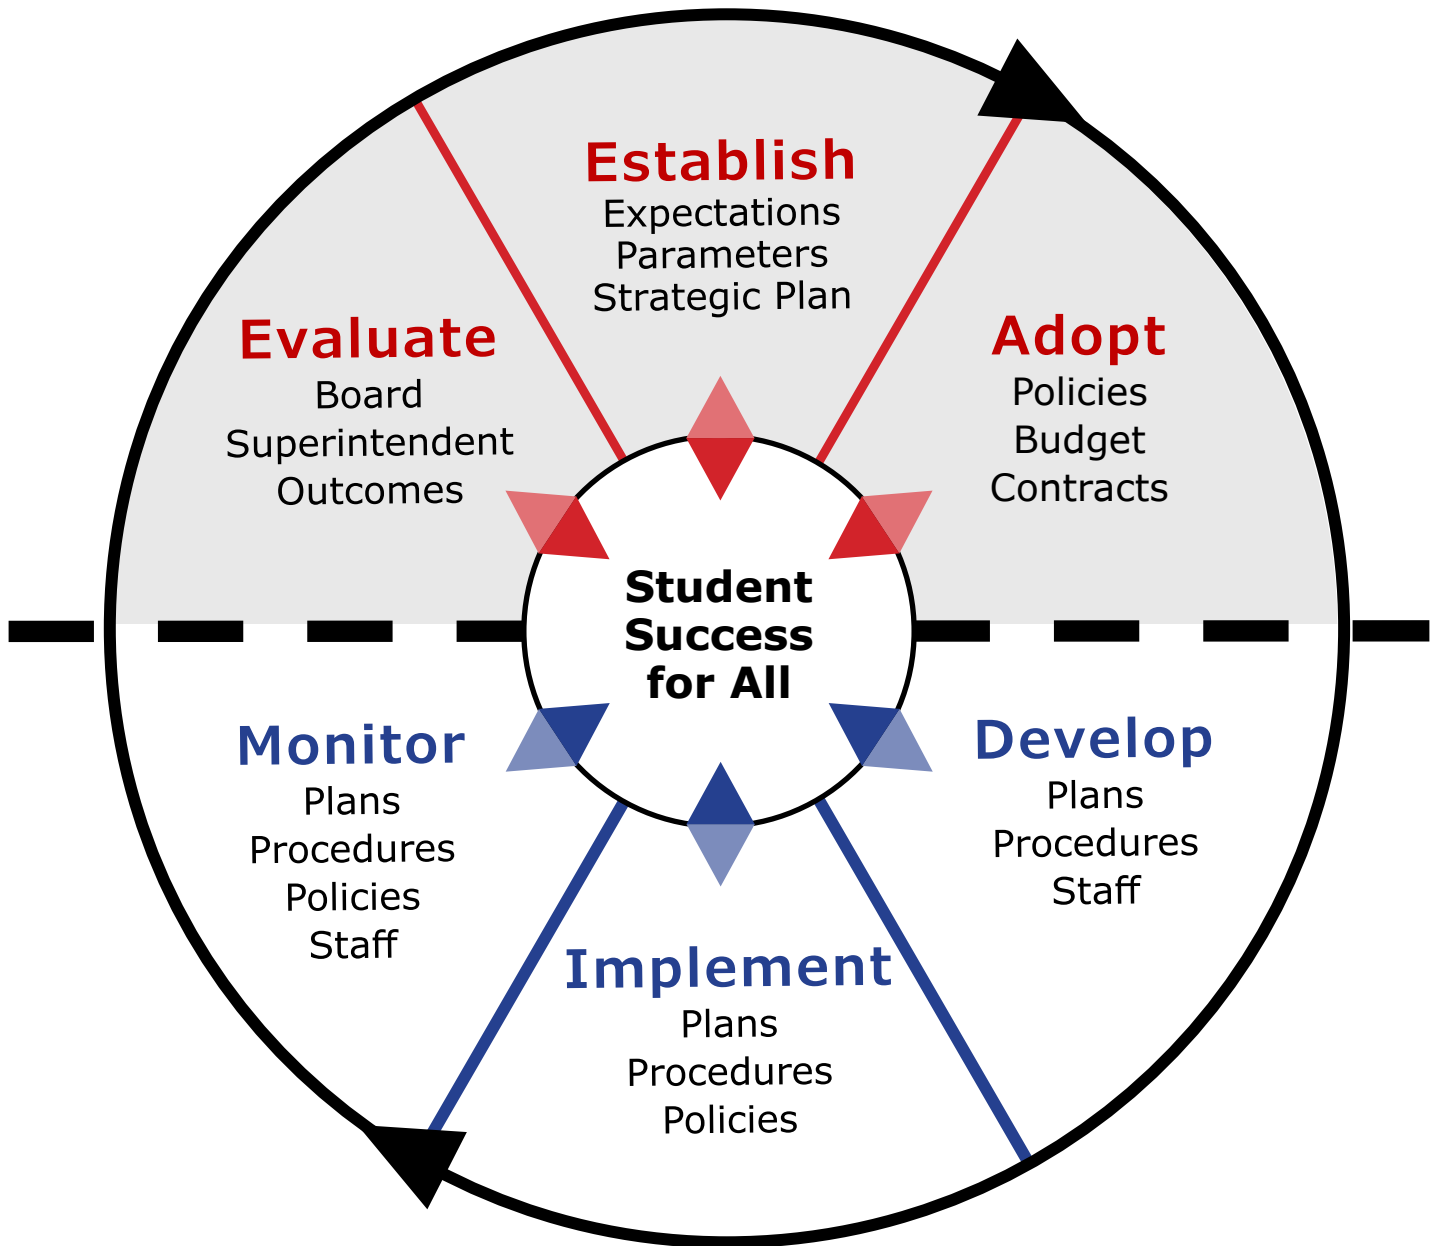 Establish
Expectations
Parameters
Strategic Plan
Adopt
Policies
Budget
Contracts
Develop
Plans
Procedures
Staff
Implement
Plans
Procedures
Policies
Monitor
Plans
Procedures
Policies
Staff
Evaluate
Board
Superintendent
Outcomes
Student
Success
for All